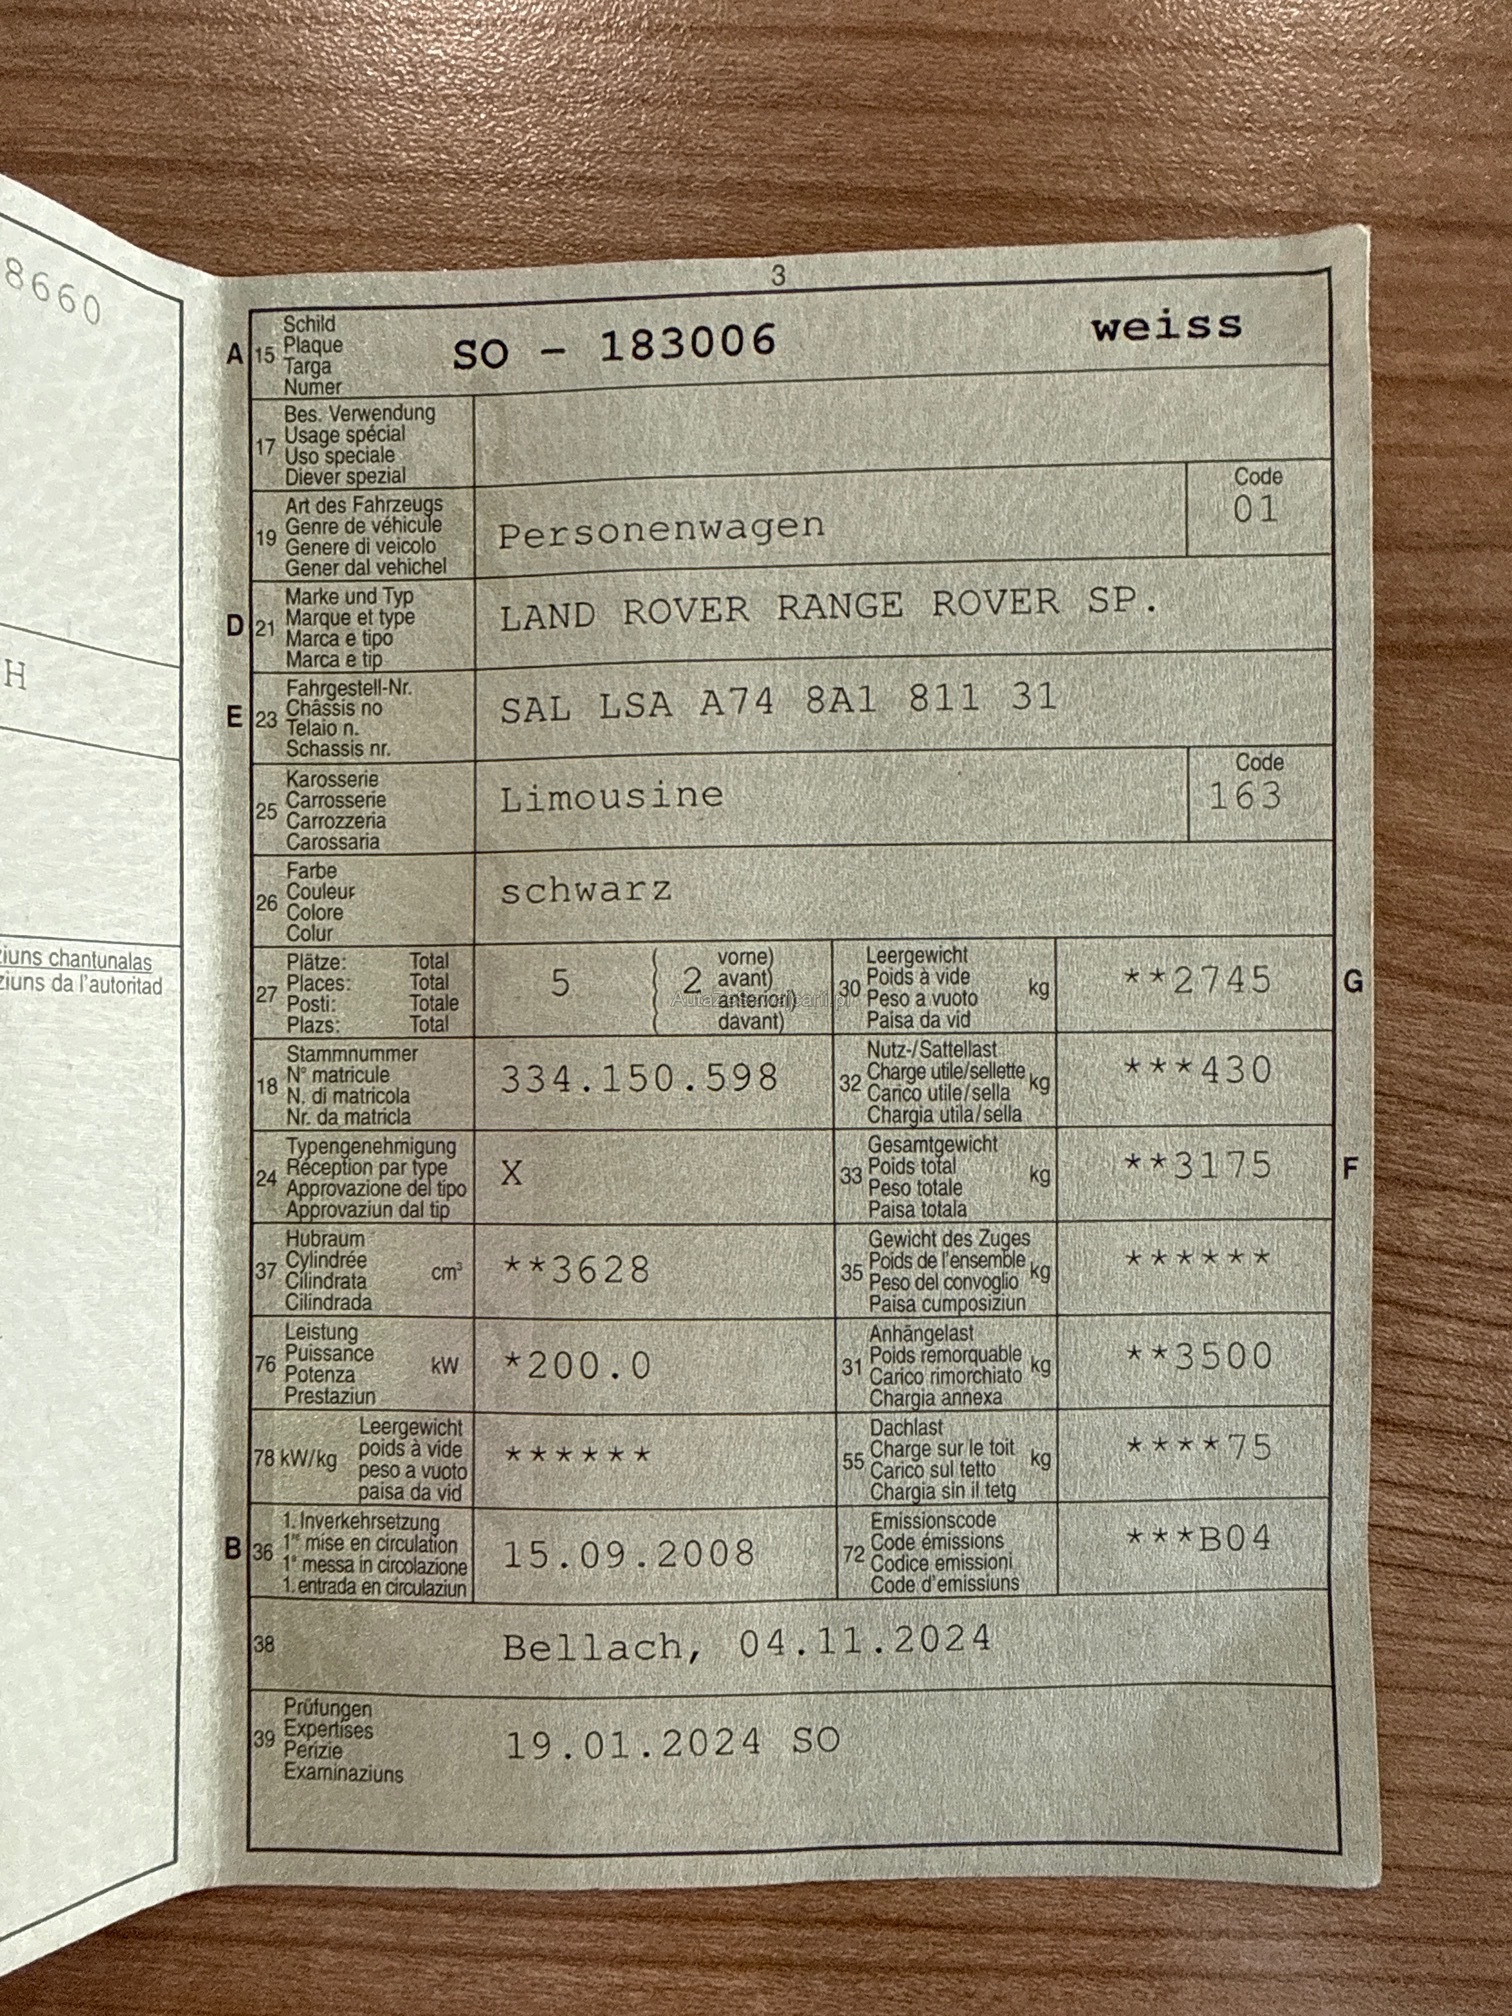 8660
H
iuns chantunalas
ziuns da l'autoritad
3
A 15 Schild
Plaque
Targa
Numer
SO - 183006 weiss
17 Bes. Verwendung
Usage spécial
Uso speciale
Diever spezial
19 Art des Fahrzeugs
Genre de véhicule
Genere di veicolo
Gener dal vehichel
Personenwagen
Code
01
D 21 Marke und Typ
Marque et type
Marca e tipo
Marca e tip
LAND ROVER RANGE ROVER SP.
E 23 Fahrgestell-Nr.
Châssis no
Telaio n.
Schassis nr.
SAL LSA A74 8A1 811 31
25 Karosserie
Carrosserie
Carrozzeria
Carossaria
Limousine
Code
163
26 Farbe
Couleur
Colore
Colur
schwarz
27 Plätze: Total
Places: Total
Posti: Totale
Plazs: Total
5 ( 2 vorne)
avant)
anteriori)
davant)
30 Leergewicht
Poids à vide
Peso a vuoto
Paisa da vid
kg
**2745 G
18 Stammnummer
N° matricule
N. di matricola
Nr. da matricla
334.150.598
32 Nutz-/Sattellast
Charge utile/sellette
Carico utile/sella
Chargia utila/sella
kg
***430
24 Typengenehmigung
Réception par type
Approvazione del tipo
Approvaziun dal tip
X
33 Gesamtgewicht
Poids total
Peso totale
Paisa totala
kg
**3175 F
37 Hubraum
Cylindrée
Cilindrata
Cilindrada
cm³
**3628
35 Gewicht des Zuges
Poids de l'ensemble
Peso del convoglio
Paisa cumposiziun
kg
******
76 Leistung
Puissance
Potenza
Prestaziun
kW
*200.0
31 Anhängelast
Poids remorquable
Carico rimorchiato
Chargia annexa
kg
**3500
78 kW/kg Leergewicht
poids à vide
peso a vuoto
paisa da vid
******
55 Dachlast
Charge sur le toit
Carico sul tetto
Chargia sin il tetg
kg
****75
B 36 1. Inverkehrsetzung
1re mise en circulation
1a messa in circolazione
1. entrada en circulaziun
15.09.2008
72 Emissionscode
Code émissions
Codice emissioni
Code d'emissiuns
***B04
38 Bellach, 04.11.2024
39 Prüfungen
Expertises
Perizie
Examinaziuns
19.01.2024 SO